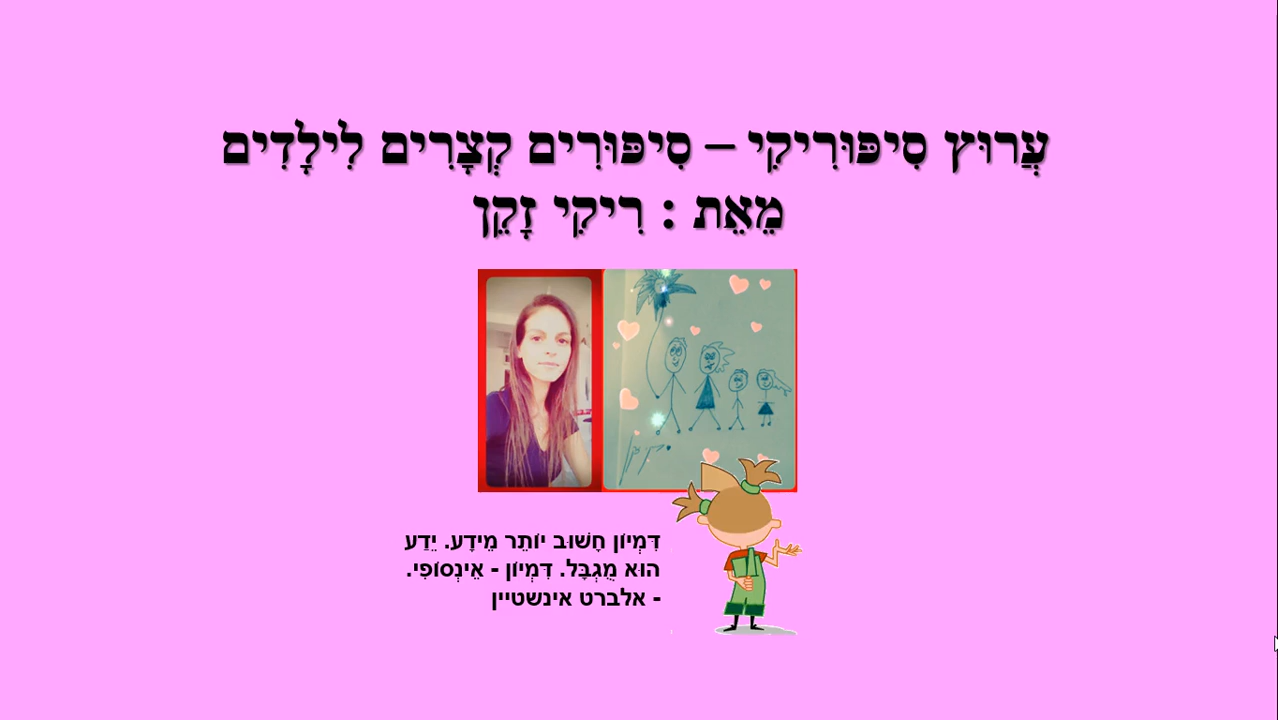 עֲרוּץ סִיפּוּרִיקִי – סִיפּוּרִים קְצָרִים לִילָדִים
מֵאֵת : רִיקִי זָקֵן
דִּמְיוֹן חָשׁוּב יוֹתֵר מֵידָע. יֵדַע
הוּא מֻגְבָּל. דִּמְיוֹן - אֵינְסוֹפִי.
- אלברט אינשטיין